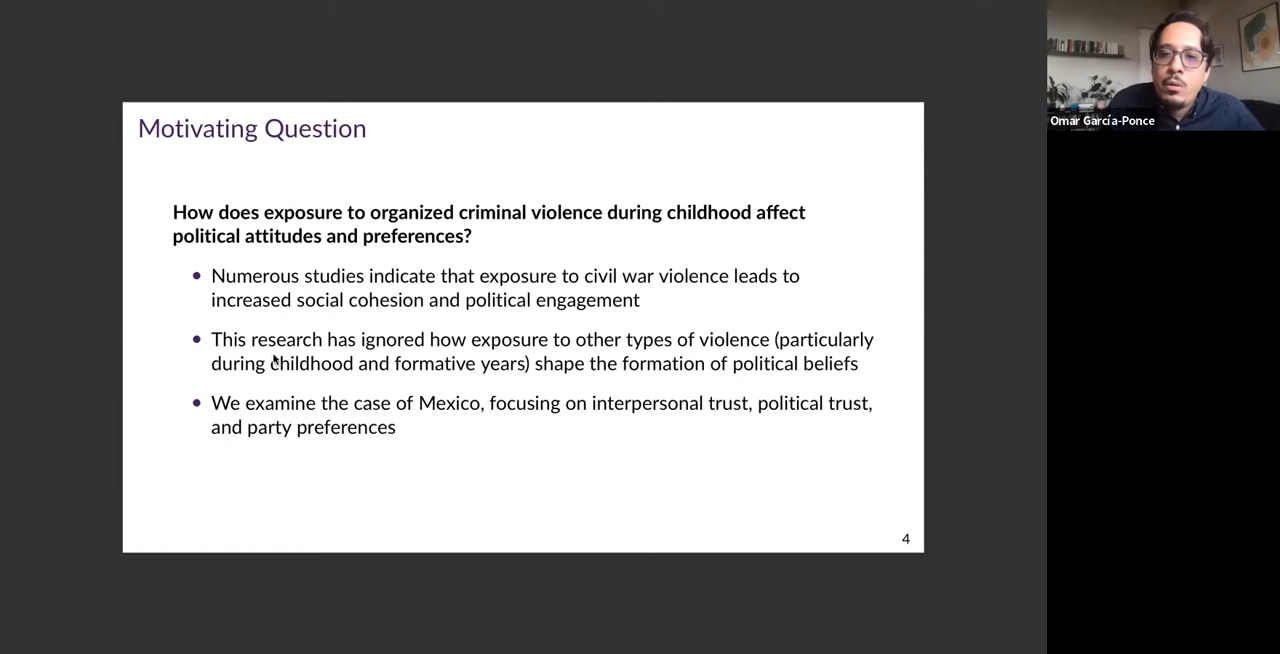 Motivating Question
How does exposure to organized criminal violence during childhood affect
political attitudes and preferences?
• Numerous studies indicate that exposure to civil war violence leads to
increased social cohesion and political engagement
• This research has ignored how exposure to other types of violence (particularly
during childhood and formative years) shape the formation of political beliefs
• We examine the case of Mexico, focusing on interpersonal trust, political trust,
and party preferences
4
Omar García-Ponce